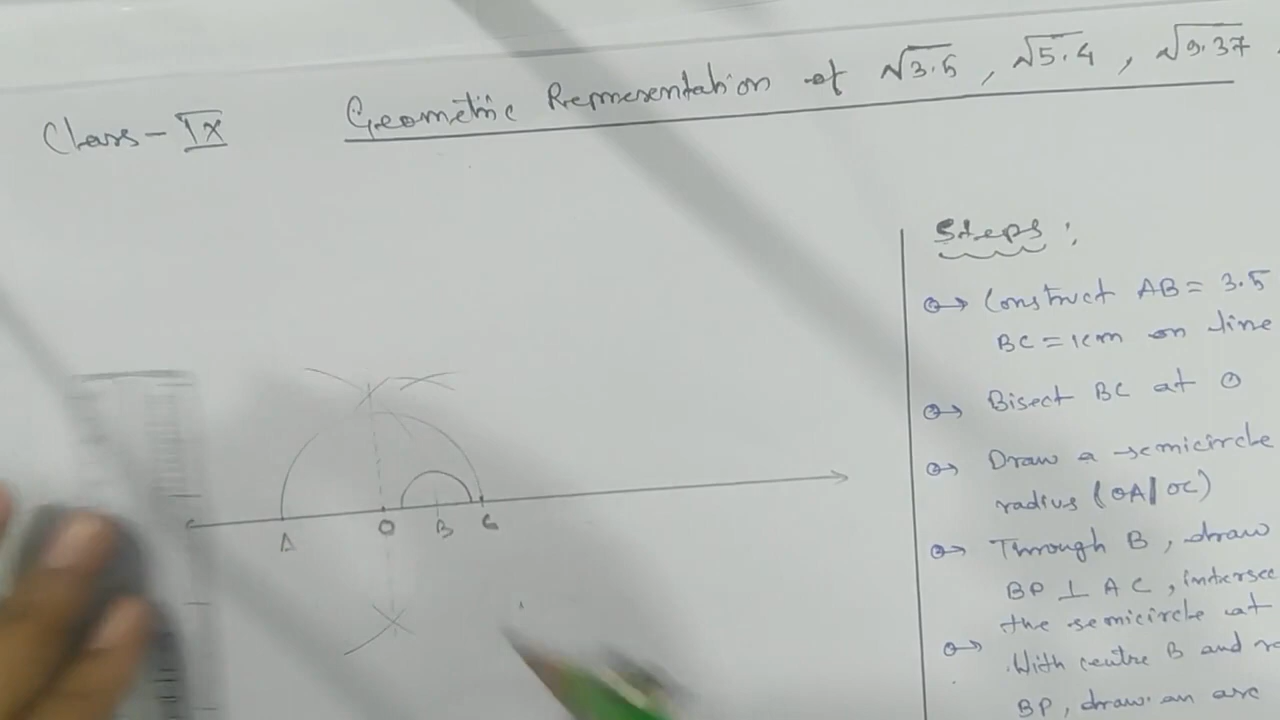 Class - IX
Geometric Representation of √3.5, √5.4, √9.37
Steps:
Construct AB = 3.5
BC = 1cm on line
Bisect BC at O
Draw a semicircle
radius (OA/OC)
Through B, draw
BP ⊥ AC, intersec
the semicircle at
With centre B and
BP, draw an arc
A O B C